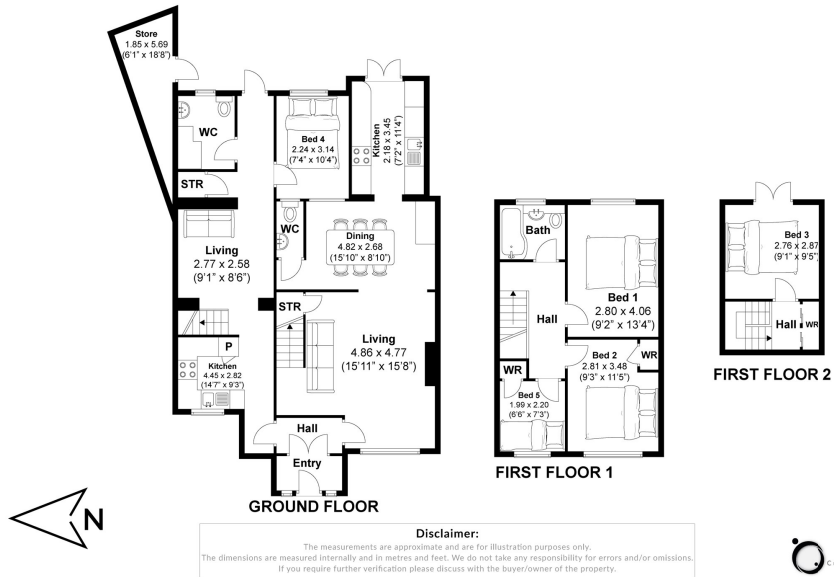 Store
1.85 x 5.69
(6'1" x 18'8")
WC
STR
Bed 4
2.24 x 3.14
(7'4" x 10'4")
Kitchen
2.18 x 3.45
(7'2" x 11'4")
Living
2.77 x 2.58
(9'1" x 8'6")
WC
Dining
4.82 x 2.68
(15'10" x 8'10")
STR
Living
4.86 x 4.77
(15'11" x 15'8")
P
Kitchen
4.45 x 2.82
(14'7" x 9'3")
Hall
Entry
GROUND FLOOR
Bath
Bed 1
2.80 x 4.06
(9'2" x 13'4")
Hall
Bed 2
2.81 x 3.48
(9'3" x 11'5")
WR
WR
Bed 5
1.99 x 2.20
(6'6" x 7'3")
FIRST FLOOR 1
Bed 3
2.76 x 2.87
(9'1" x 9'5")
Hall
WR
FIRST FLOOR 2
N
Disclaimer:
The measurements are approximate and are for illustration purposes only.
The dimensions are measured internally and in metres and feet. We do not take any responsibility for errors and/or omissions.
If you require further verification please discuss with the buyer/owner of the property.